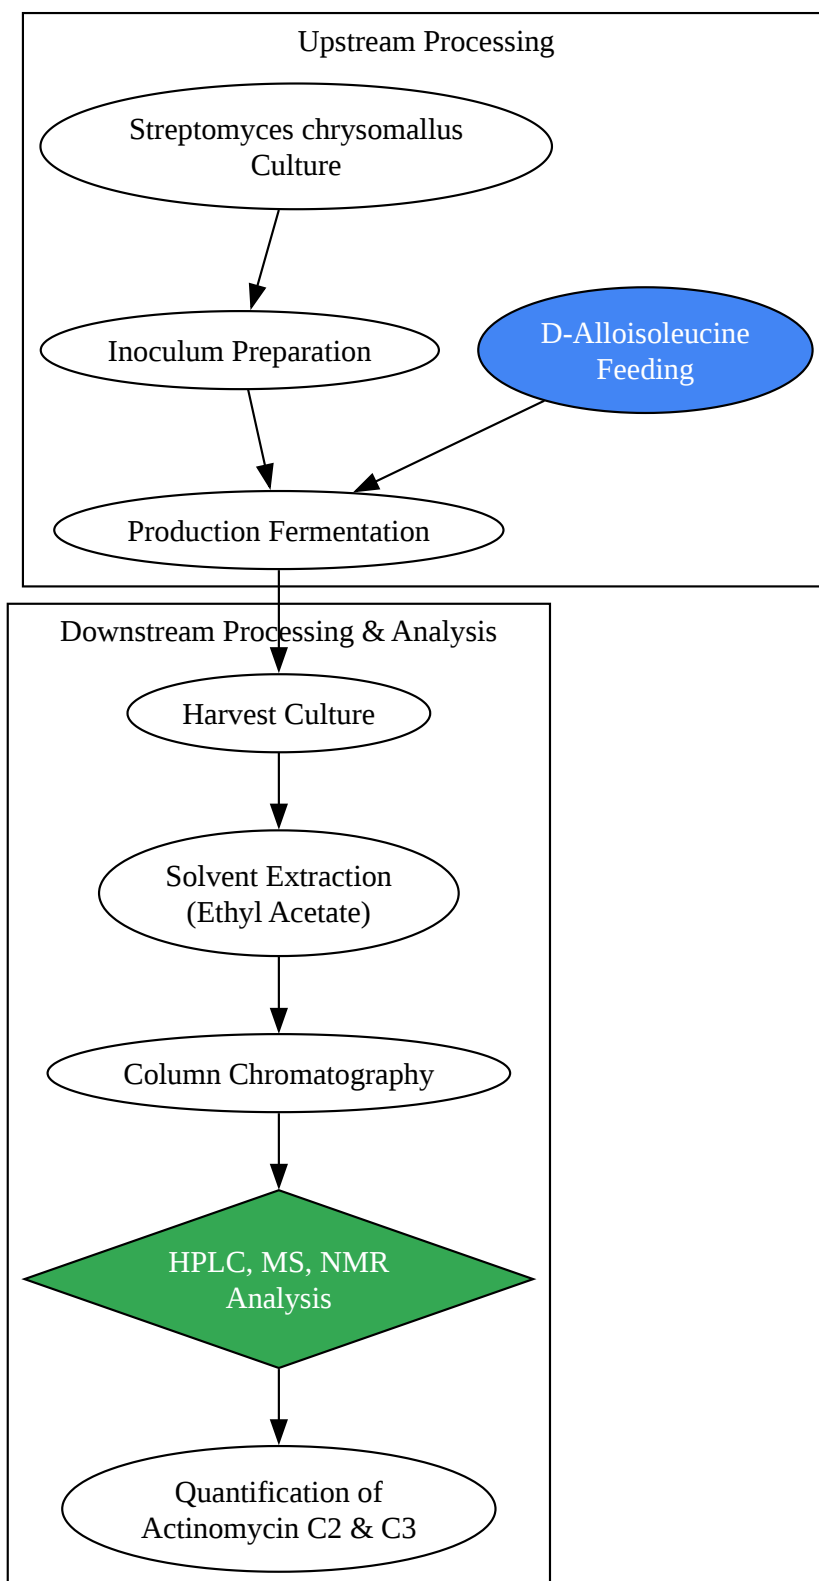 Upstream Processing
Streptomyces chrysomallus
Culture
Inoculum Preparation
D-Alloisoleucine
Feeding
Production Fermentation
Downstream Processing & Analysis
Harvest Culture
Solvent Extraction
(Ethyl Acetate)
Column Chromatography
HPLC, MS, NMR
Analysis
Quantification of
Actinomycin C2 & C3